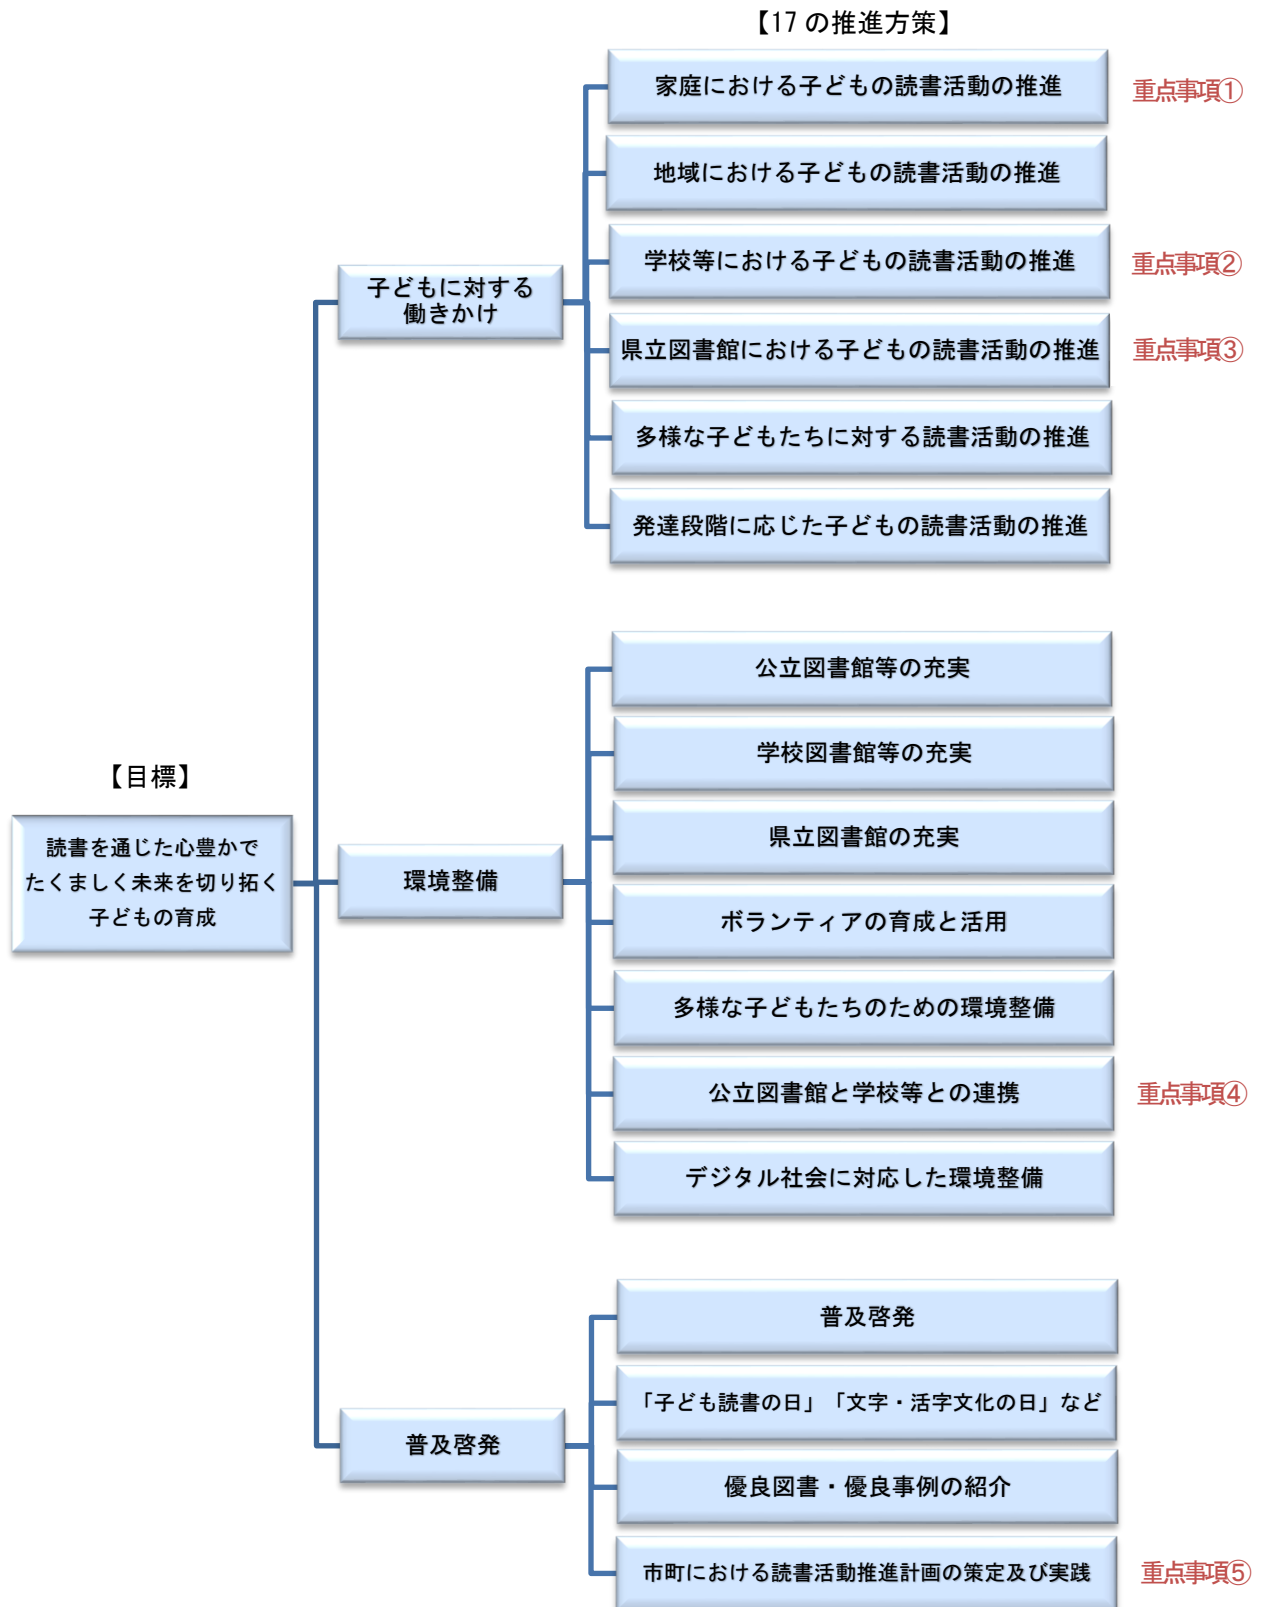 【17の推進方策】
家庭における子どもの読書活動の推進
重点事項①
地域における子どもの読書活動の推進
学校等における子どもの読書活動の推進
重点事項②
子どもに対する
働きかけ
県立図書館における子どもの読書活動の推進
重点事項③
多様な子どもたちに対する読書活動の推進
発達段階に応じた子どもの読書活動の推進
公立図書館等の充実
学校図書館等の充実
【目標】
読書を通じた心豊かで
たくましく未来を切り拓く
子どもの育成
環境整備
県立図書館の充実
ボランティアの育成と活用
多様な子どもたちのための環境整備
公立図書館と学校等との連携
重点事項④
デジタル社会に対応した環境整備
普及啓発
普及啓発
「子ども読書の日」「文字・活字文化の日」など
優良図書・優良事例の紹介
市町における読書活動推進計画の策定及び実践
重点事項⑤